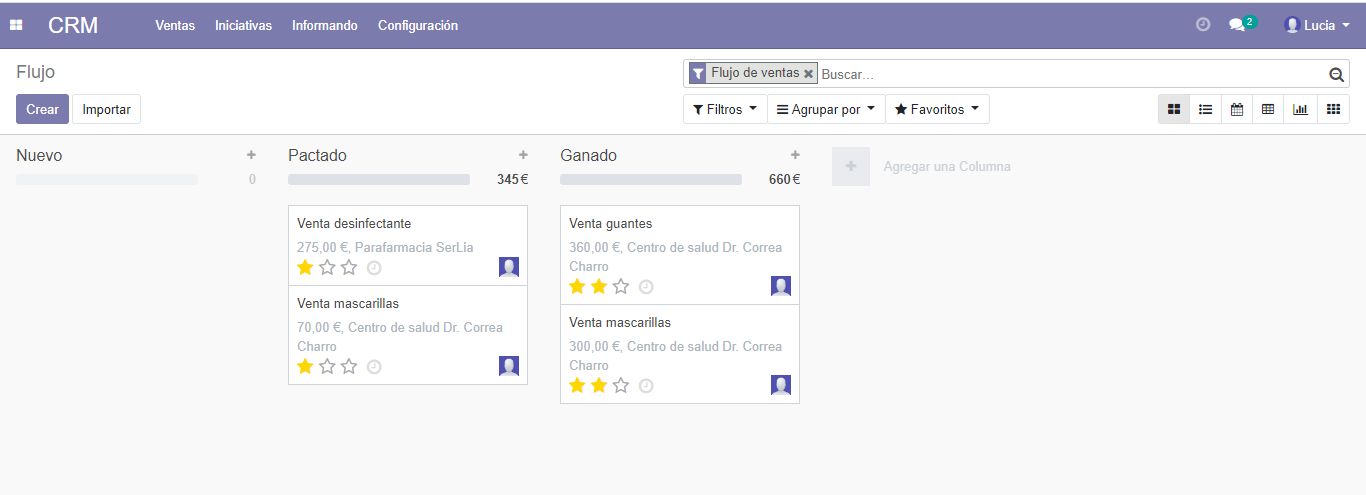 CRM Ventas Iniciativas Informando Configuración 2 Lucia
Flujo
Flujo de ventas Buscar...
Crear Importar Filtros Agrupar por Favoritos
Nuevo
0
Pactado
345 €
Venta desinfectante
275,00 €, Parafarmacia SerLia
Venta mascarillas
70,00 €, Centro de salud Dr. Correa
Charro
Ganado
660 €
Venta guantes
360,00 €, Centro de salud Dr. Correa
Charro
Venta mascarillas
300,00 €, Centro de salud Dr. Correa
Charro
Agregar una Columna